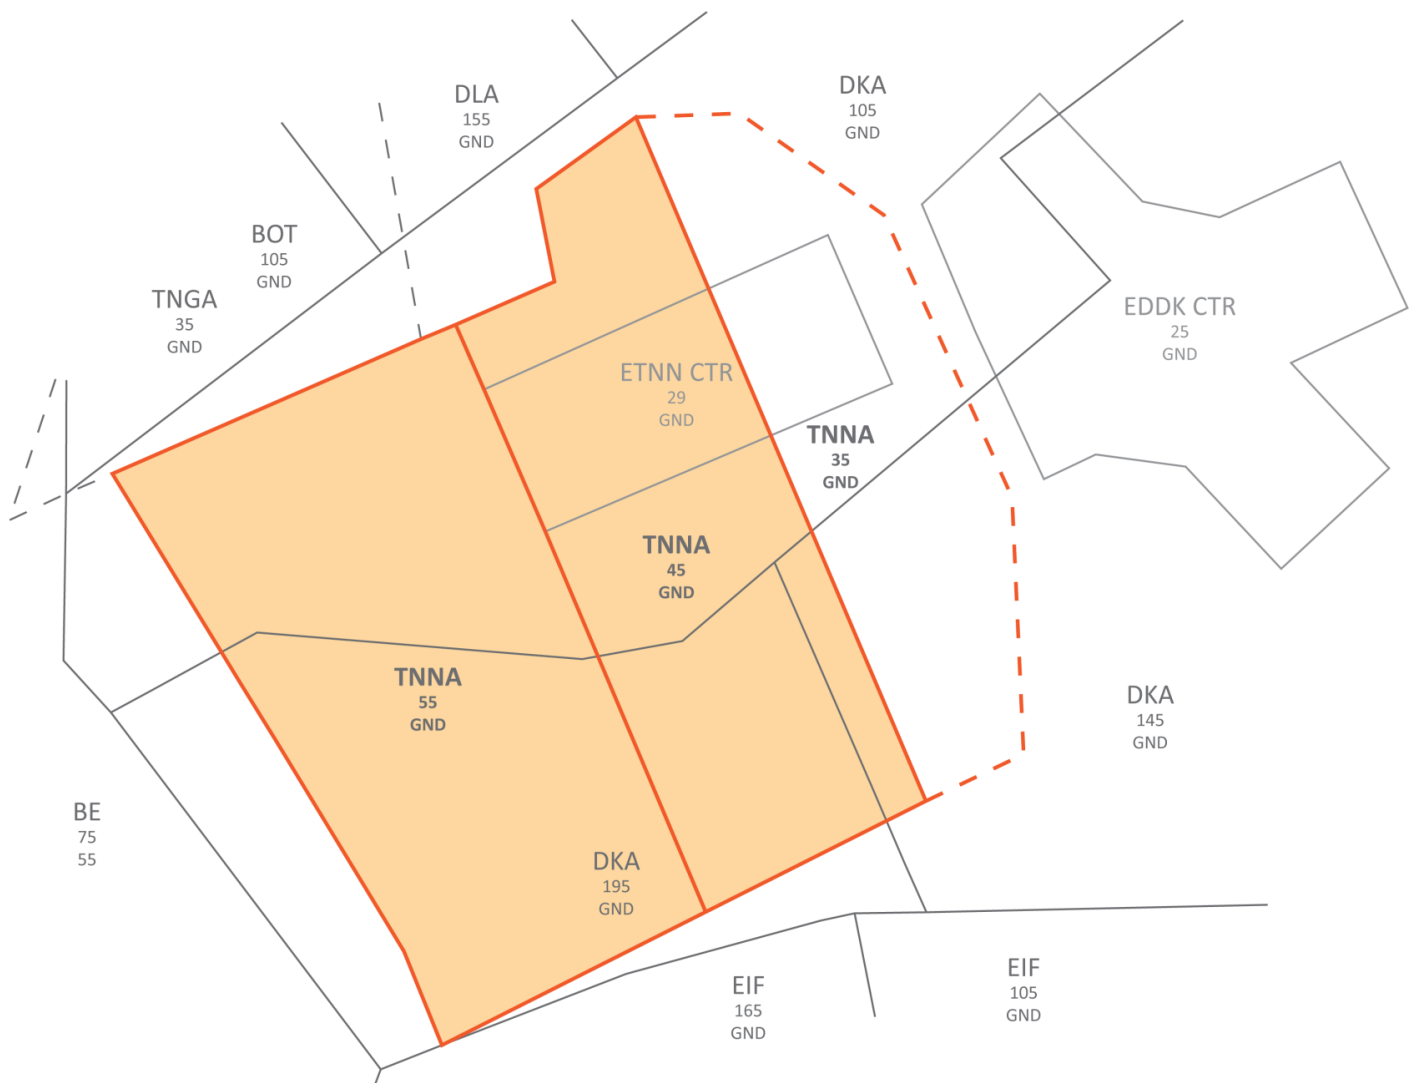 DLA
155
GND
DKA
105
GND
BOT
105
GND
TNGA
35
GND
EDDK CTR
25
GND
ETNN CTR
29
GND
TNNA
35
GND
TNNA
45
GND
TNNA
55
GND
DKA
145
GND
BE
75
55
DKA
195
GND
EIF
165
GND
EIF
105
GND